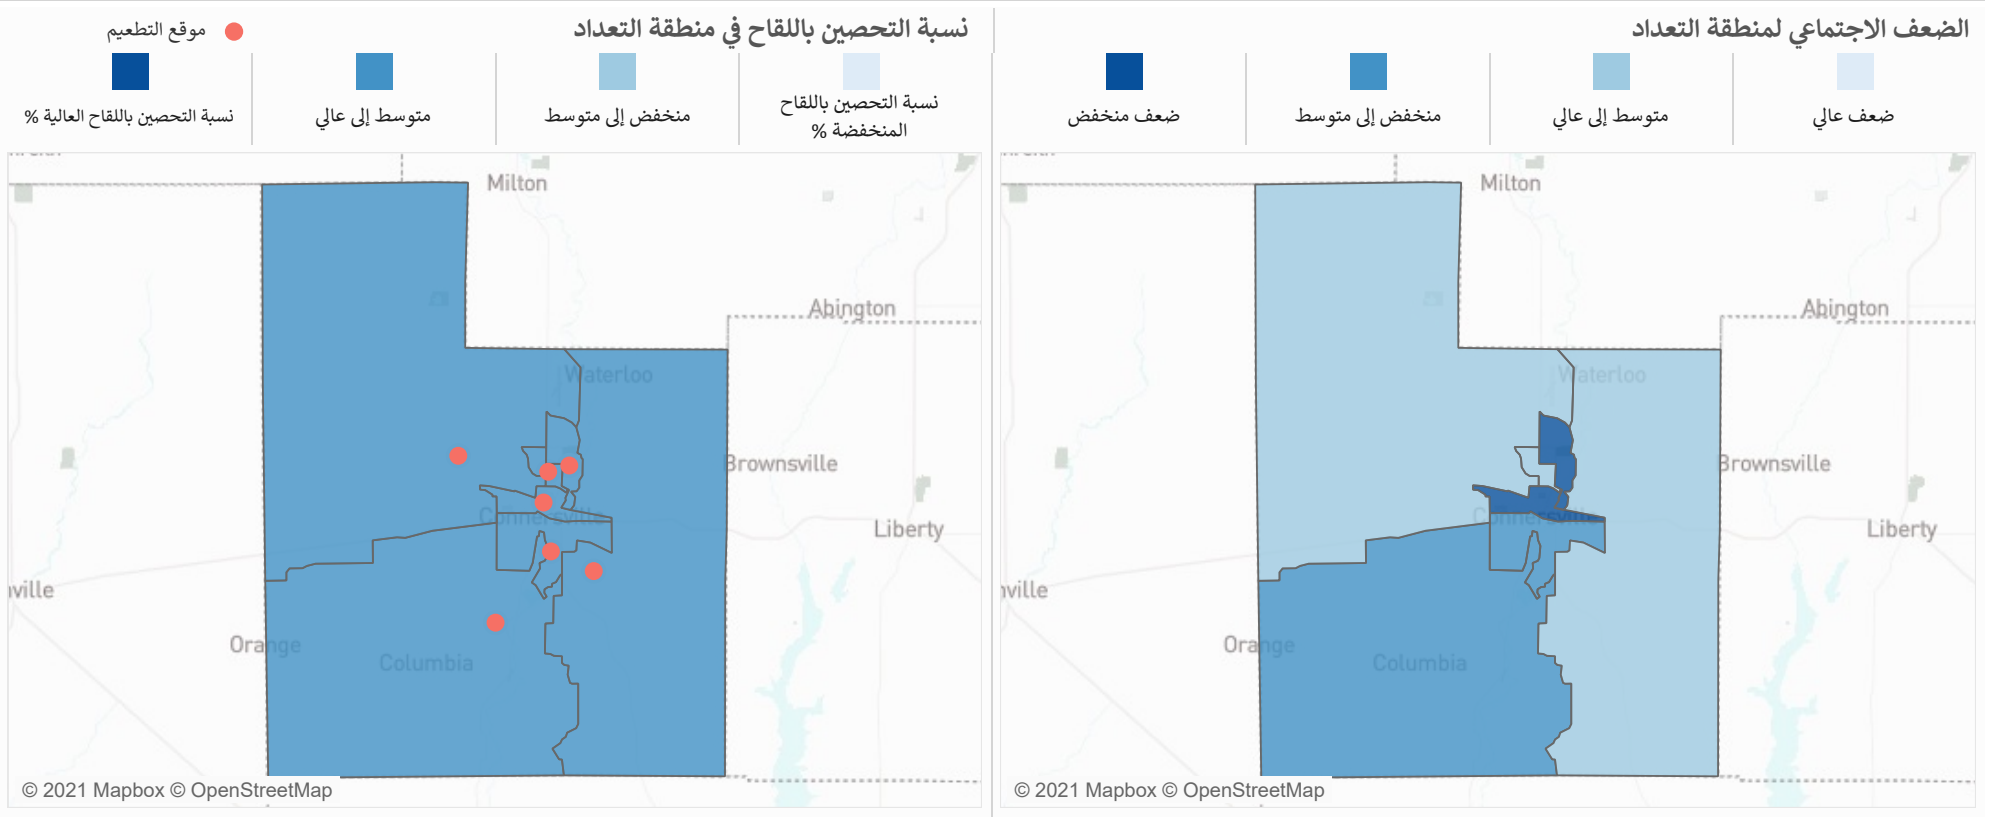 الضعف الاجتماعي لمنطقة التعداد
ضعف عالي
متوسط إلى عالي
منخفض إلى متوسط
ضعف منخفض
Milton
Abington
Waterloo
Brownsville
Connersville
Liberty
ville
Orange
Columbia
© 2021 Mapbox © OpenStreetMap
نسبة التحصين باللقاح في منطقة التعداد
موقع التطعيم
نسبة التحصين باللقاح
المنخفضة %
منخفض إلى متوسط
متوسط إلى عالي
نسبة التحصين باللقاح العالية %
Milton
Abington
Waterloo
Brownsville
Connersville
Liberty
ville
Orange
Columbia
© 2021 Mapbox © OpenStreetMap